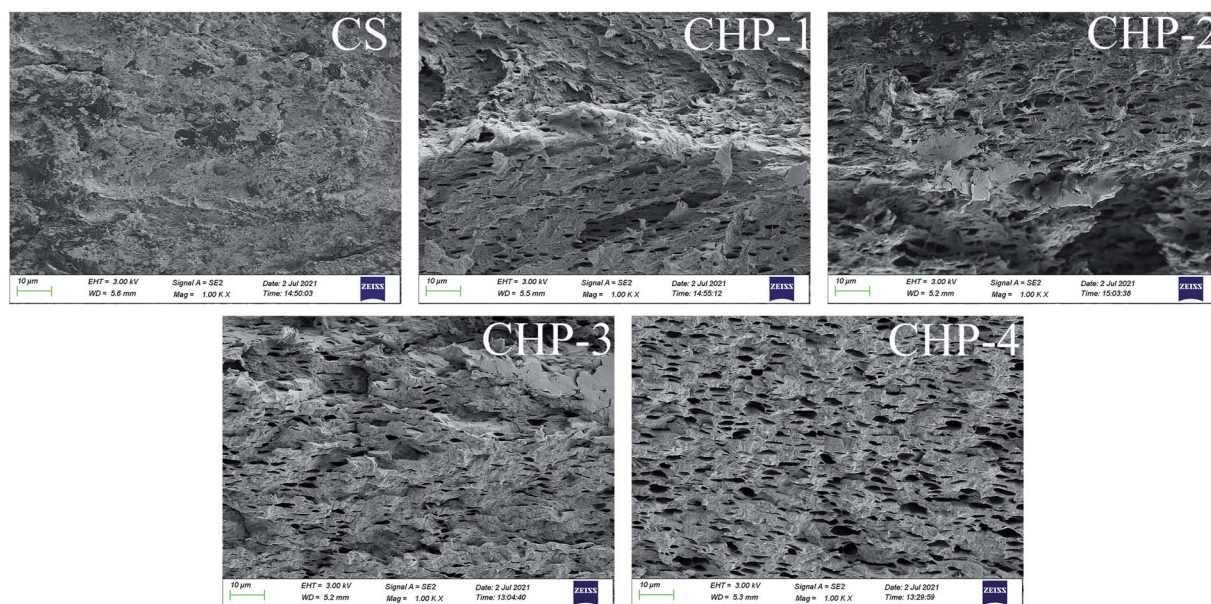 CS
10 µm
EHT = 3.00 kV
Signal A = SE2
Date: 2 Jul 2021
WD = 5.6 mm
Mag = 1.00 K X
Time: 14:50:03
ZEISS
CHP-1
10 µm
EHT = 3.00 kV
Signal A = SE2
Date: 2 Jul 2021
WD = 5.5 mm
Mag = 1.00 K X
Time: 14:55:12
ZEISS
CHP-2
10 µm
EHT = 3.00 kV
Signal A = SE2
Date: 2 Jul 2021
WD = 5.2 mm
Mag = 1.00 K X
Time: 15:03:38
ZEISS
CHP-3
10 µm
EHT = 3.00 kV
Signal A = SE2
Date: 2 Jul 2021
WD = 5.2 mm
Mag = 1.00 K X
Time: 13:04:40
ZEISS
CHP-4
10 µm
EHT = 3.00 kV
Signal A = SE2
Date: 2 Jul 2021
WD = 5.3 mm
Mag = 1.00 K X
Time: 13:29:59
ZEISS